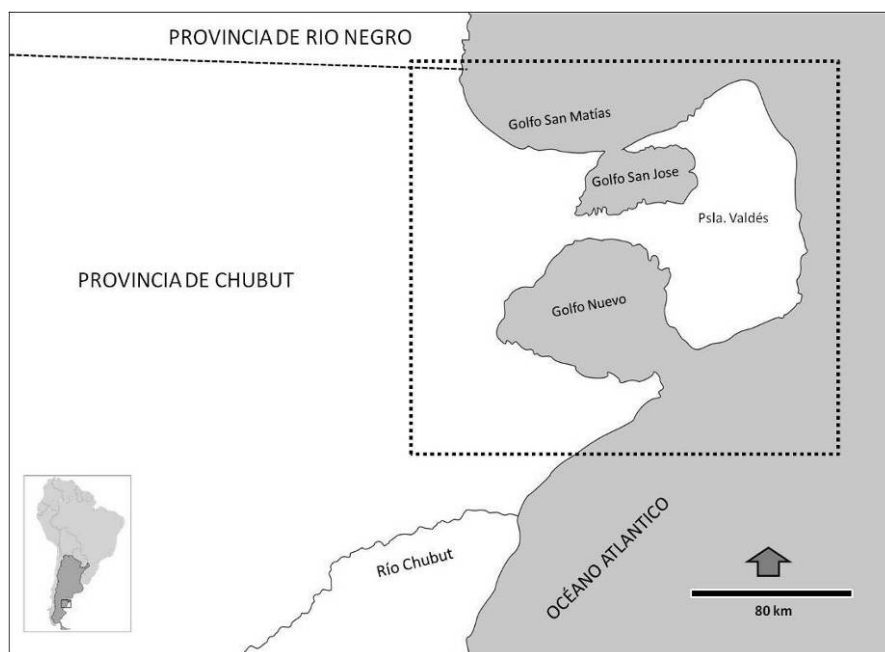 PROVINCIA DE RIO NEGRO
Golfo San Matías
Golfo San Jose
Psla. Valdés
PROVINCIA DE CHUBUT
Golfo Nuevo
Río Chubut
OCÉANO ATLANTICO
80 km